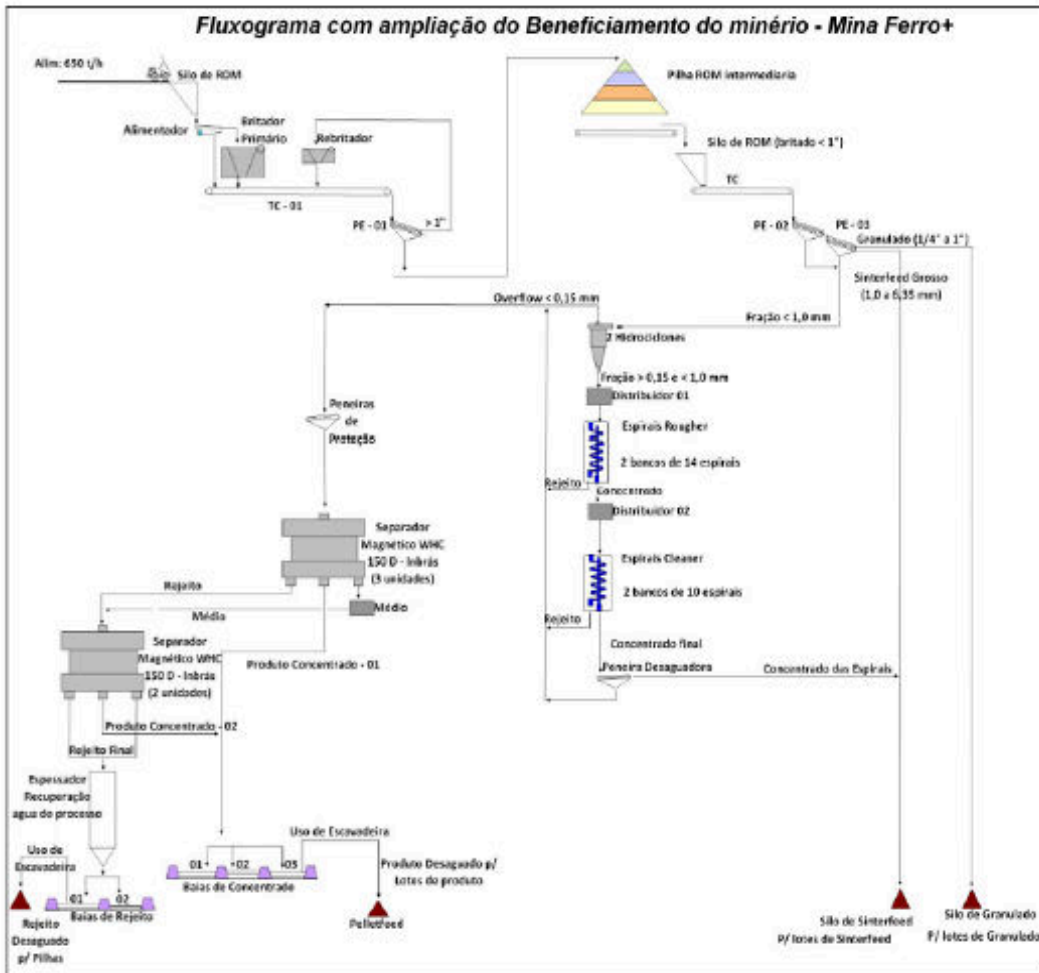 Fluxograma com ampliação do Beneficiamento do minério - Mina Ferro+
Alim: 650 t/h
Silo de ROM
Pilha ROM intermediaria
Alimentador
Britador
Primário
Rebritador
Silo de ROM (britado < 1")
TC - 01
TC
PE - 01
> 1"
PE - 02
PE - 03
Granulado (1/4" a 1")
Sinterfeed Grosso
(1,0 a 6,35 mm)
Overflow < 0,15 mm
Fração < 1,0 mm
2 Hidrociclones
Fração > 0,15 e < 1,0 mm
Distribuidor 01
Peneiras
de
Proteção
Espirais Rougher
2 bancos de 14 espirais
Rejeito
Concetrado
Distribuidor 02
Separador
Magnético WHC
150 D - Inbrás
(3 unidades)
Espirais Cleaner
2 bancos de 10 espirais
Rejeito
Médio
Médio
Rejeito
Concentrado final
Separador
Magnético WHC
150 D - Inbrás
(2 unidades)
Produto Concentrado - 01
Peneira Desaguadora
Concentrado das Espirais
Produto Concentrado - 02
Rejeito Final
Espessador
Recuperação
agua do processo
Uso de Escavadeira
Uso de
Escavadeira
01
02
03
Baias de Concentrado
Produto Desaguado p/
Lotes de produto
01
02
Baias de Rejeito
Rejeito
Desaguado
p/ Pilhas
Pelletfeed
Silo de Sinterfeed
P/ lotes de Sinterfeed
Silo de Granulado
P/ lotes de Granulado